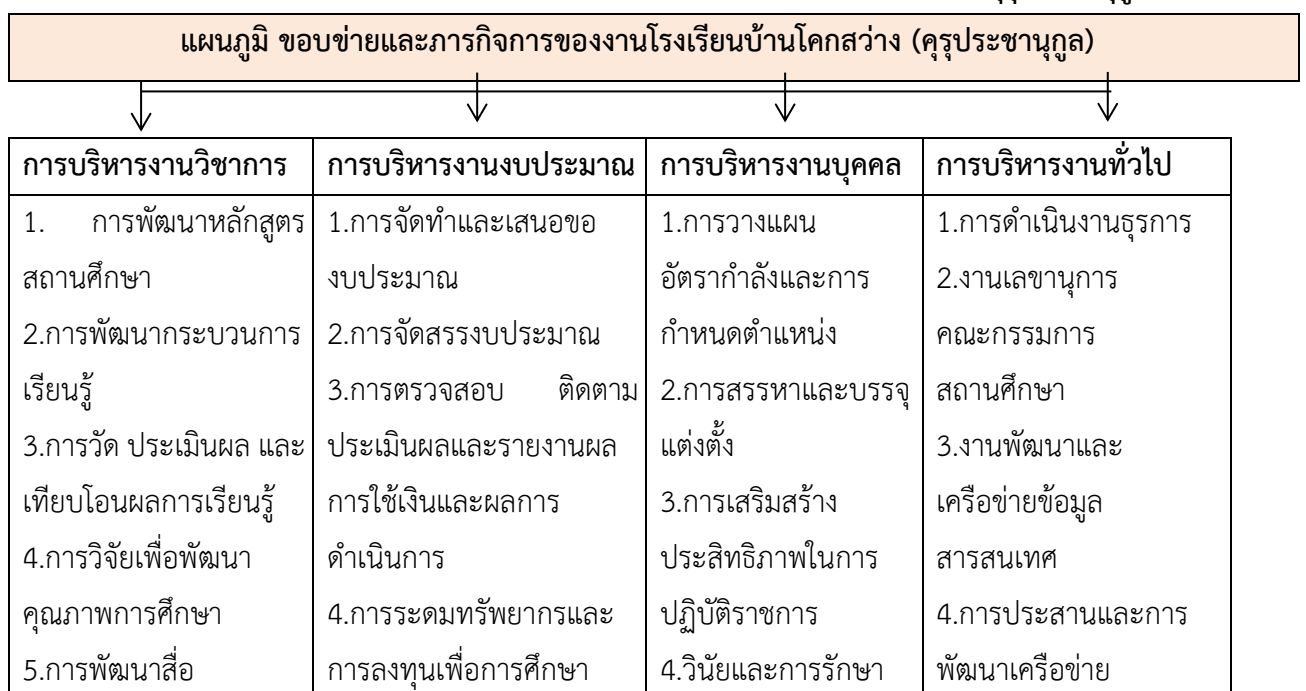 แผนภูมิ ขอบข่ายและภารกิจการของงานโรงเรียนบ้านโคกสว่าง (คุรุประชานุกูล)
การบริหารงานวิชาการ
1. การพัฒนาหลักสูตร
สถานศึกษา
2.การพัฒนากระบวนการ
เรียนรู้
3.การวัด ประเมินผล และ
เทียบโอนผลการเรียนรู้
4.การวิจัยเพื่อพัฒนา
คุณภาพการศึกษา
5.การพัฒนาสื่อ
การบริหารงานงบประมาณ
1.การจัดทำและเสนอขอ
งบประมาณ
2.การจัดสรรงบประมาณ
3.การตรวจสอบ ติดตาม
ประเมินผลและรายงานผล
การใช้เงินและผลการ
ดำเนินการ
4.การระดมทรัพยากรและ
การลงทุนเพื่อการศึกษา
การบริหารงานบุคคล
1.การวางแผน
อัตรากำลังและการ
กำหนดตำแหน่ง
2.การสรรหาและบรรจุ
แต่งตั้ง
3.การเสริมสร้าง
ประสิทธิภาพในการ
ปฏิบัติราชการ
4.วินัยและการรักษา
การบริหารงานทั่วไป
1.การดำเนินงานธุรการ
2.งานเลขานุการ
คณะกรรมการ
สถานศึกษา
3.งานพัฒนาและ
เครือข่ายข้อมูล
สารสนเทศ
4.การประสานและการ
พัฒนาเครือข่าย